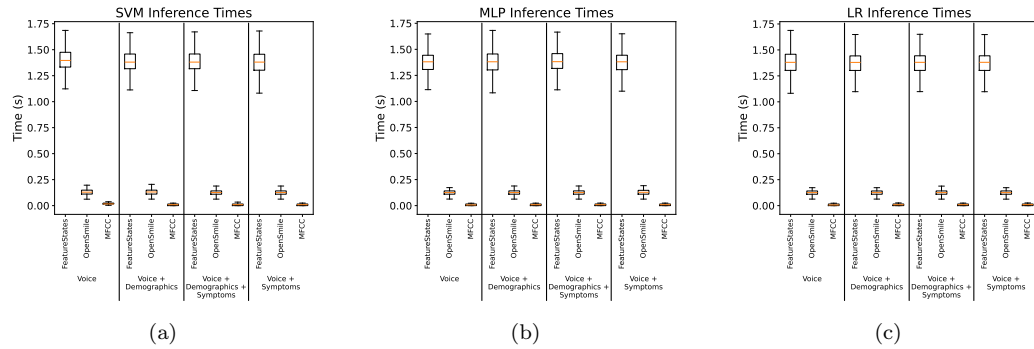 SVM Inference Times
1.75
1.50
1.25
1.00
0.75
0.50
0.25
0.00
Time (s)
FeatureStates
OpenSmile
MFCC
FeatureStates
OpenSmile
MFCC
FeatureStates
OpenSmile
MFCC
FeatureStates
OpenSmile
MFCC
Voice
Voice +
Demographics
Voice +
Demographics +
Symptoms
Voice +
Symptoms
(a)
MLP Inference Times
1.75
1.50
1.25
1.00
0.75
0.50
0.25
0.00
Time (s)
FeatureStates
OpenSmile
MFCC
FeatureStates
OpenSmile
MFCC
FeatureStates
OpenSmile
MFCC
FeatureStates
OpenSmile
MFCC
Voice
Voice +
Demographics
Voice +
Demographics +
Symptoms
Voice +
Symptoms
(b)
LR Inference Times
1.75
1.50
1.25
1.00
0.75
0.50
0.25
0.00
Time (s)
FeatureStates
OpenSmile
MFCC
FeatureStates
OpenSmile
MFCC
FeatureStates
OpenSmile
MFCC
FeatureStates
OpenSmile
MFCC
Voice
Voice +
Demographics
Voice +
Demographics +
Symptoms
Voice +
Symptoms
(c)